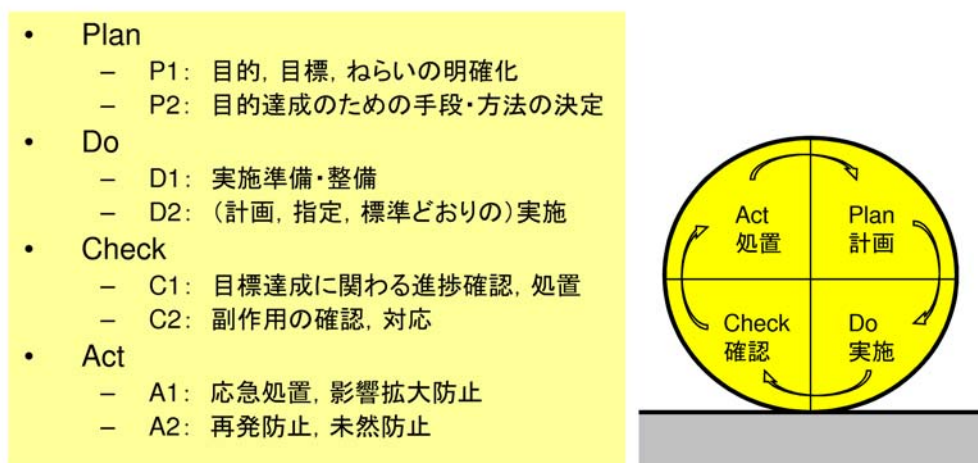 • Plan
– P1: 目的, 目標, ねらいの明確化
– P2: 目的達成のための手段・方法の決定
• Do
– D1: 実施準備・整備
– D2: (計画, 指定, 標準どおりの)実施
• Check
– C1: 目標達成に関わる進捗確認, 処置
– C2: 副作用の確認, 対応
• Act
– A1: 応急処置, 影響拡大防止
– A2: 再発防止, 未然防止
Act
処置
Plan
計画
Check
確認
Do
実施